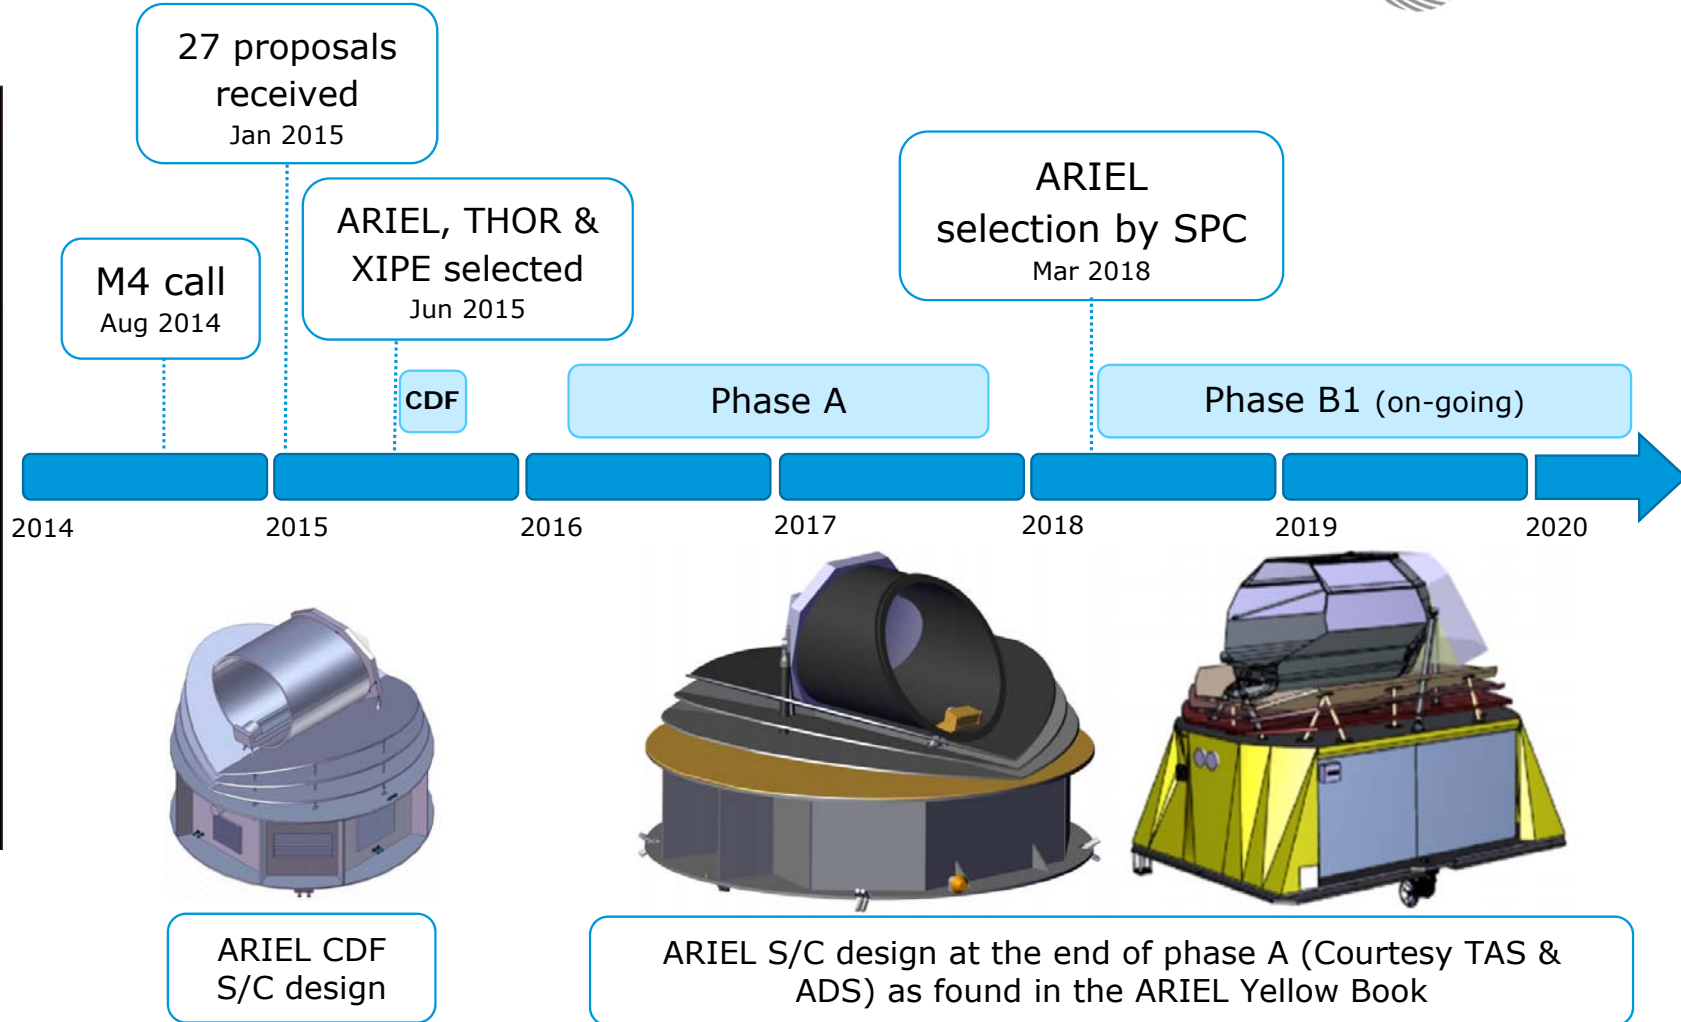 27 proposals
received
Jan 2015
ARIEL, THOR &
XIPE selected
Jun 2015
M4 call
Aug 2014
ARIEL
selection by SPC
Mar 2018
CDF
Phase A
Phase B1 (on-going)
2014
2015
2016
2017
2018
2019
2020
ARIEL CDF
S/C design
ARIEL S/C design at the end of phase A (Courtesy TAS &
ADS) as found in the ARIEL Yellow Book